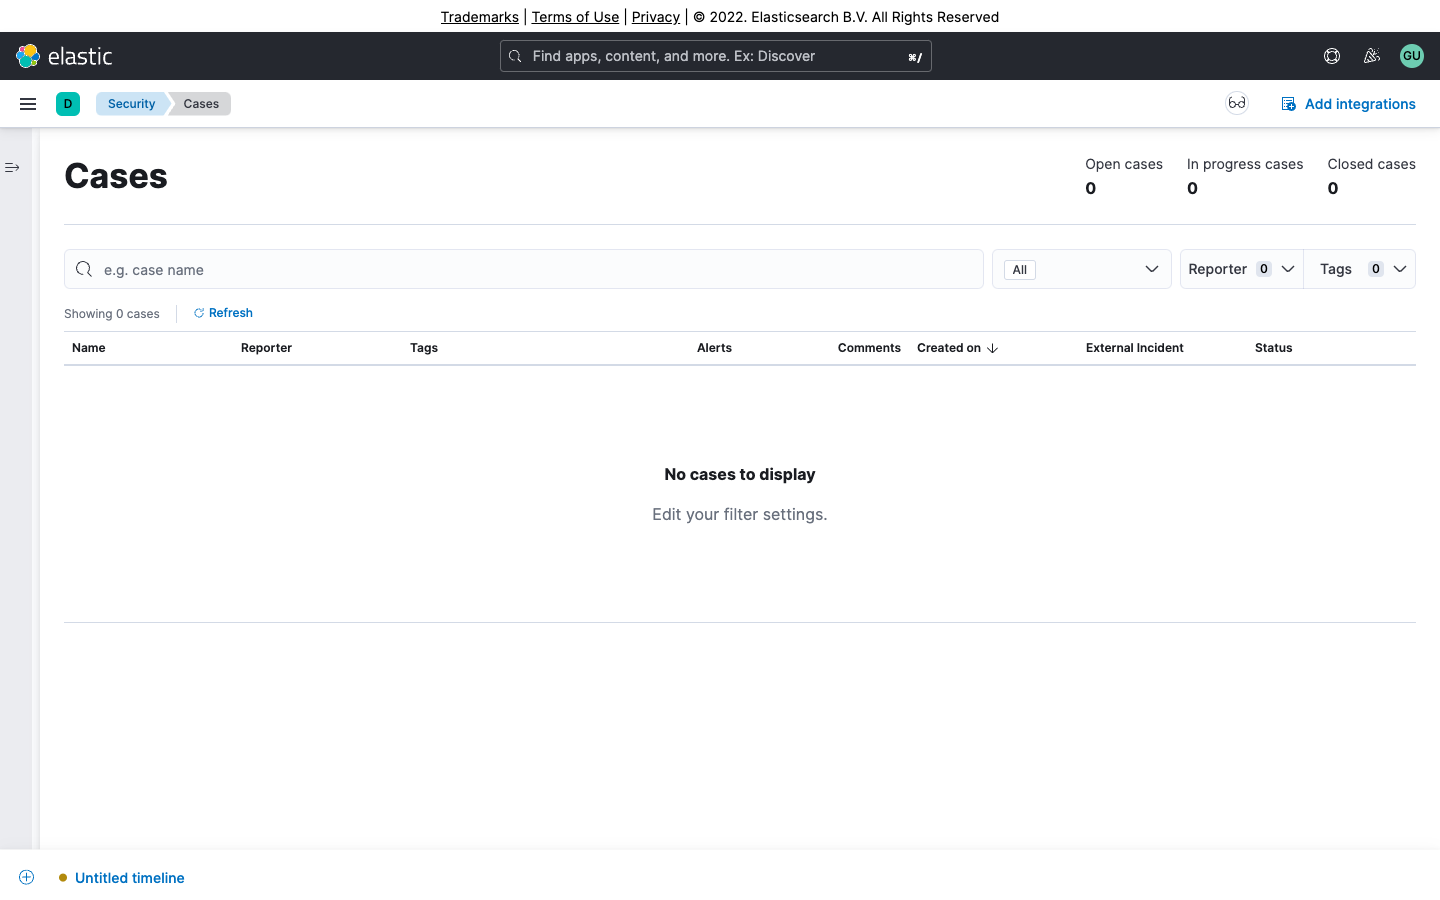 Trademarks | Terms of Use | Privacy | © 2022. Elasticsearch B.V. All Rights Reserved
elastic
Find apps, content, and more. Ex: Discover
⌘/
GU
D
Security
Cases
Add integrations
Cases
Open cases
0
In progress cases
0
Closed cases
0
e.g. case name
All
Reporter 0
Tags 0
Showing 0 cases
Refresh
Name Reporter Tags Alerts Comments Created on External Incident Status
No cases to display
Edit your filter settings.
Untitled timeline